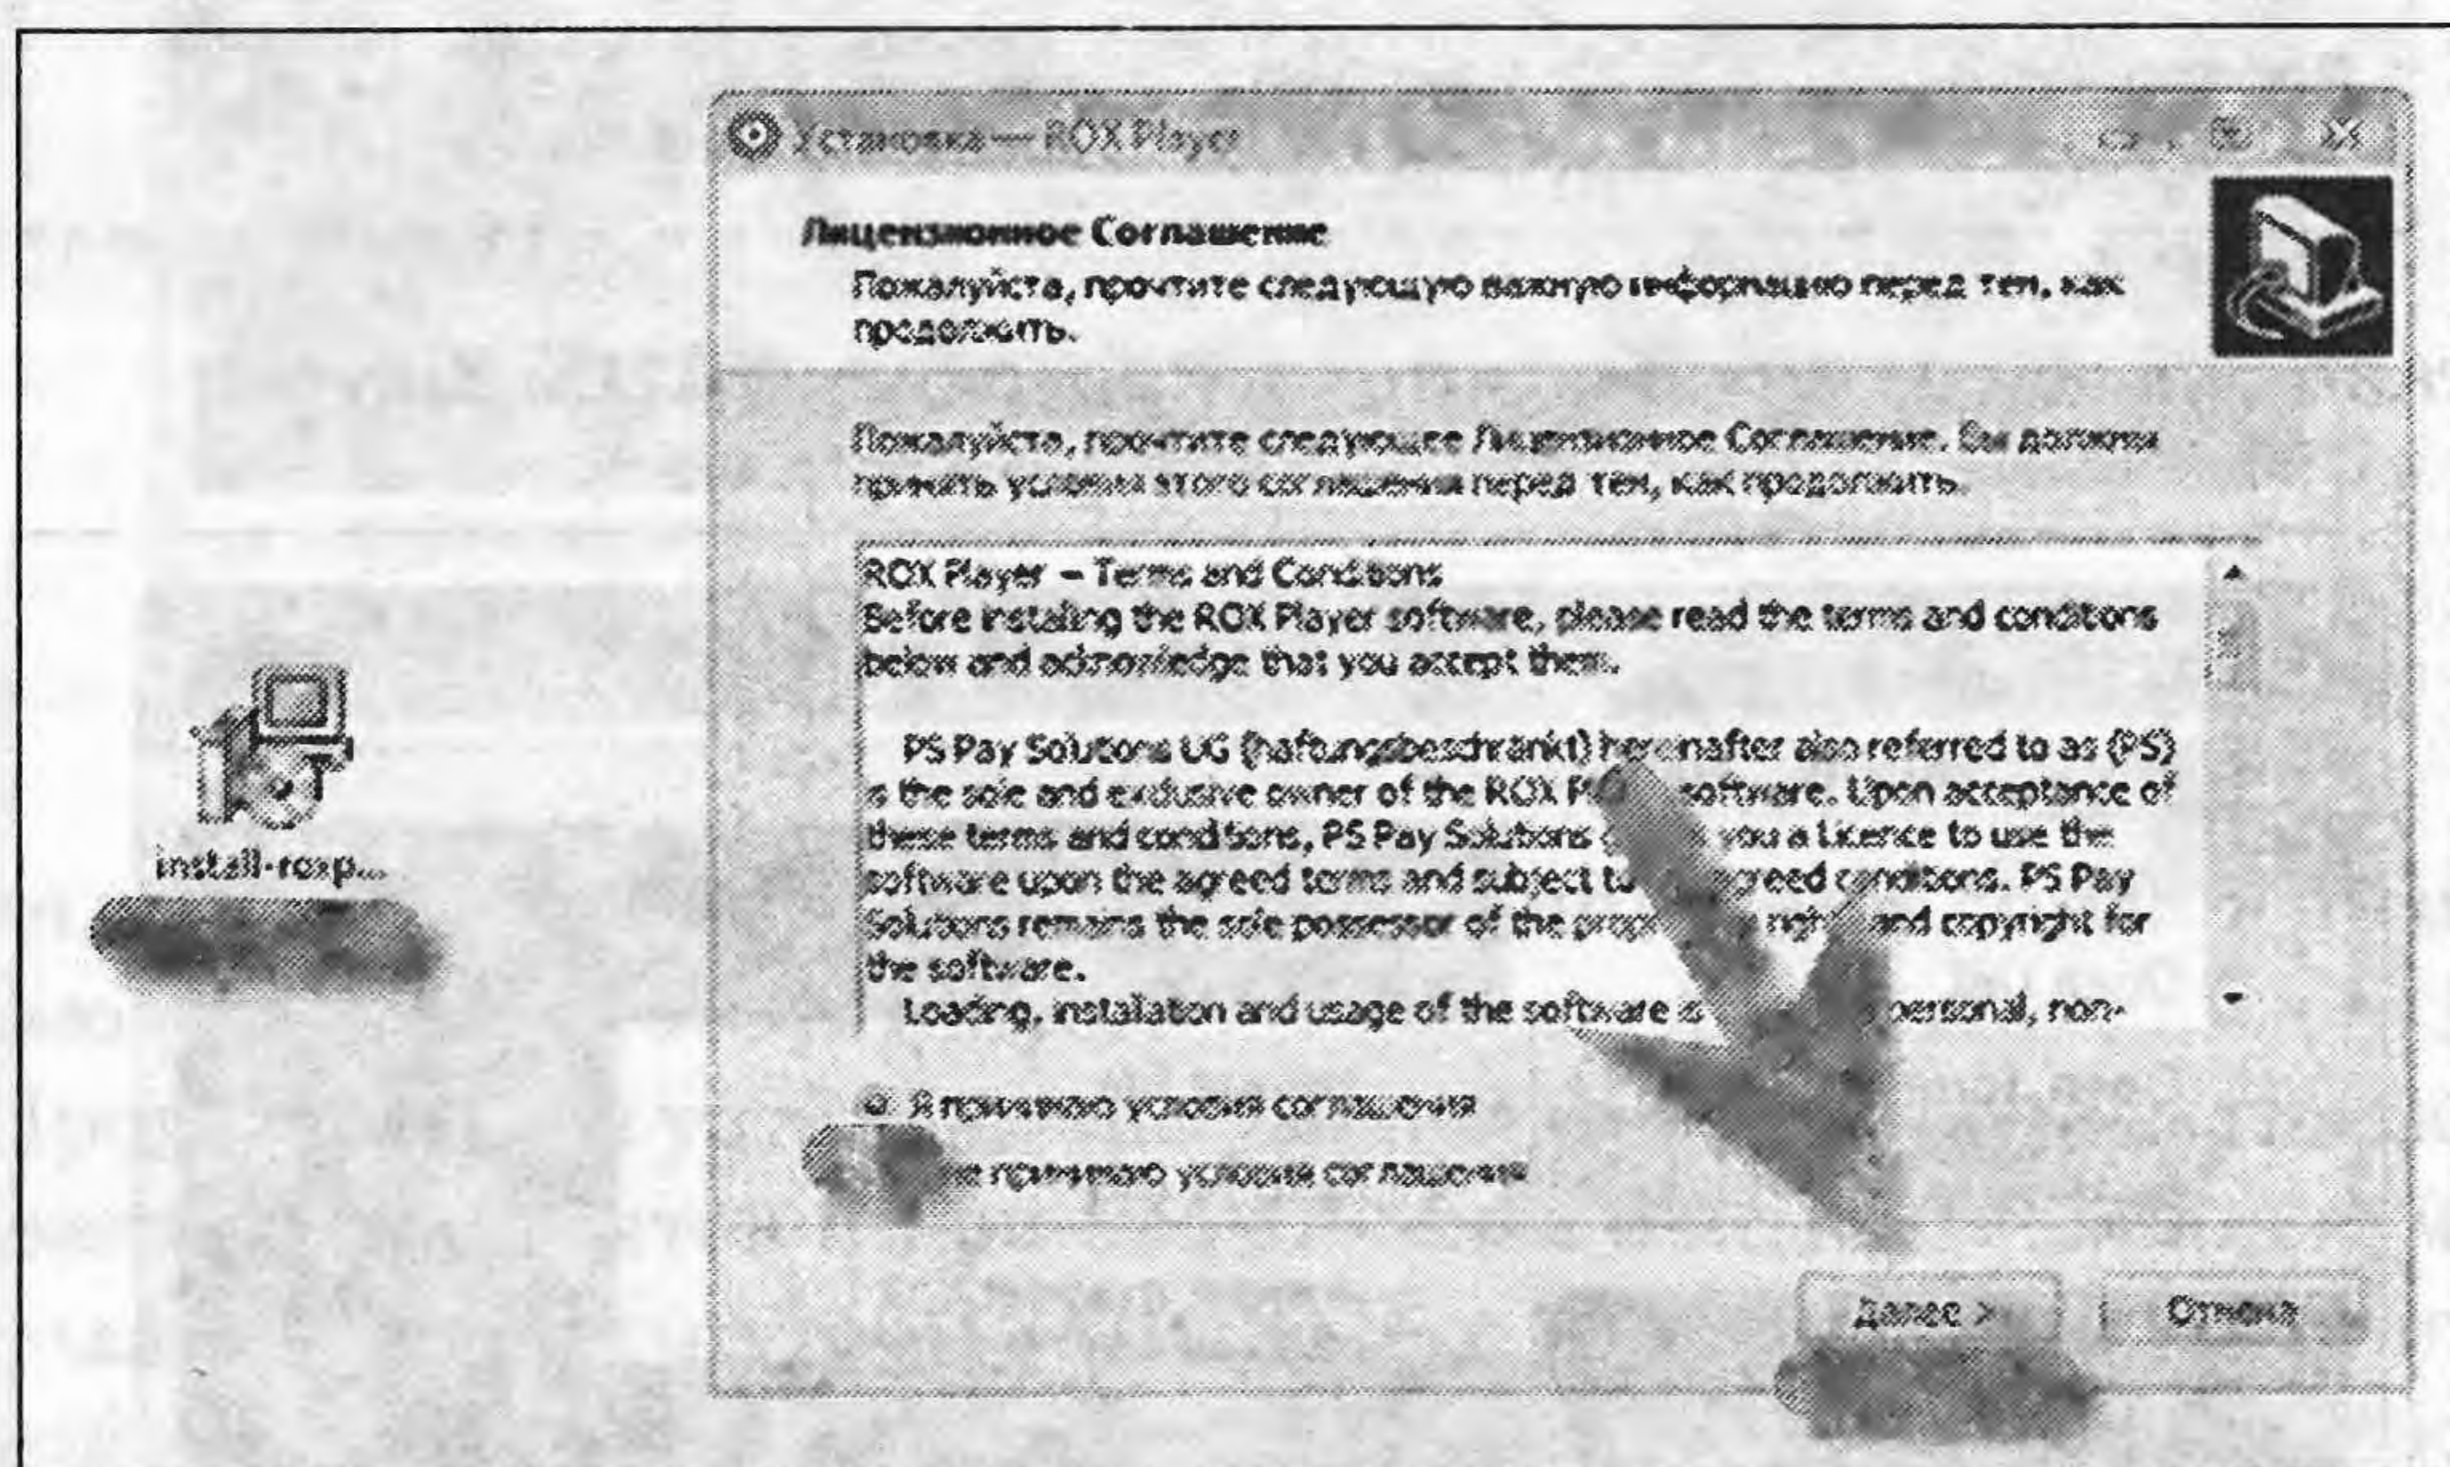 Установка — ROX Player
Лицензионное Соглашение
Пожалуйста, прочтите следующую важную информацию перед тем, как
продолжить.
Пожалуйста, прочтите следующее Лицензионное Соглашение. Вы должны
принять условия этого соглашения перед тем, как продолжить.
ROX Player – Terms and Conditions
Before installing the ROX Player software, please read the terms and conditions
below and acknowledge that you accept them.
PS Pay Solutions UG (haftungsbeschränkt) hereinafter also referred to as (PS)
is the sole and exclusive owner of the ROX software. Upon acceptance of
these terms and conditions, PS Pay Solutions you a Licence to use the
software upon the agreed terms and subject to conditions. PS Pay
Solutions remains the sole possessor of the and copyright for
the software.
Loading, installation and usage of the software is personal, non-
Я принимаю условия соглашения
не принимаю условия соглашения
Далее >
Отмена
install-roxp...